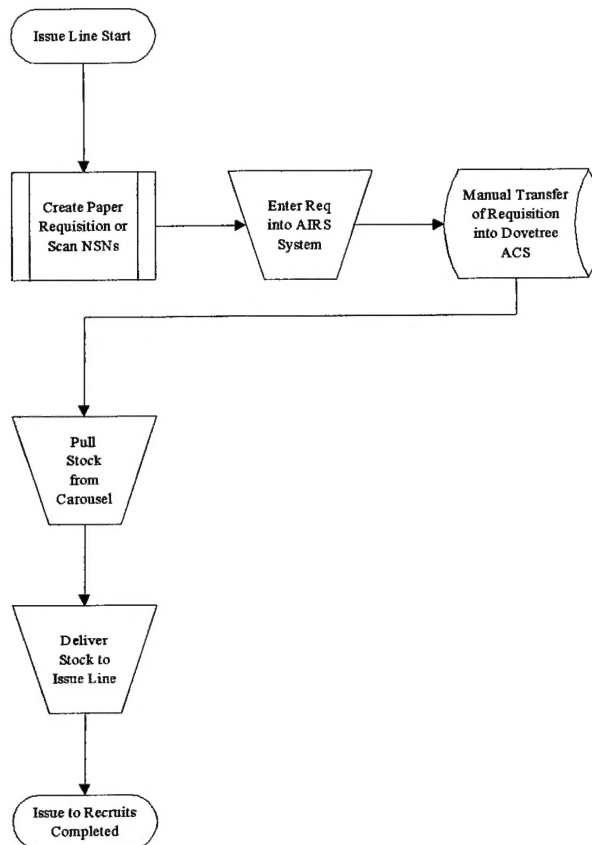 Issue Line Start
Create Paper
Requisition or
Scan NSNs
Enter Req
into AIRS
System
Manual Transfer
of Requisition
into Dovetree
ACS
Pull
Stock
from
Carousel
Deliver
Stock to
Issue Line
Issue to Recruits
Completed